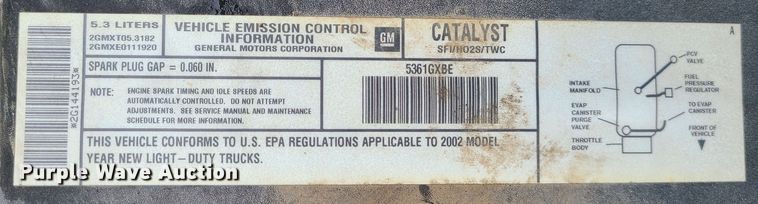 *2G144193*
5.3 LITERS
2GMXT05.3182
2GMXE0111920
VEHICLE EMISSION CONTROL
INFORMATION
GENERAL MOTORS CORPORATION
GM
CATALYST
SFI/HO2S/TWC
A
SPARK PLUG GAP = 0.060 IN.
5361GXBE
NOTE: ENGINE SPARK TIMING AND IDLE SPEEDS ARE
AUTOMATICALLY CONTROLLED. DO NOT ATTEMPT
ADJUSTMENTS. SEE SERVICE MANUAL AND MAINTENANCE
SCHEDULE FOR MORE INFORMATION.
THIS VEHICLE CONFORMS TO U.S. EPA REGULATIONS APPLICABLE TO 2002 MODEL
YEAR NEW LIGHT-DUTY TRUCKS.
PCV
VALVE
FUEL
PRESSURE
REGULATOR
INTAKE
MANIFOLD
EVAP
CANISTER
PURGE
VALVE
TO EVAP
CANISTER
THROTTLE
BODY
FRONT OF
VEHICLE
Purple Wave Auction